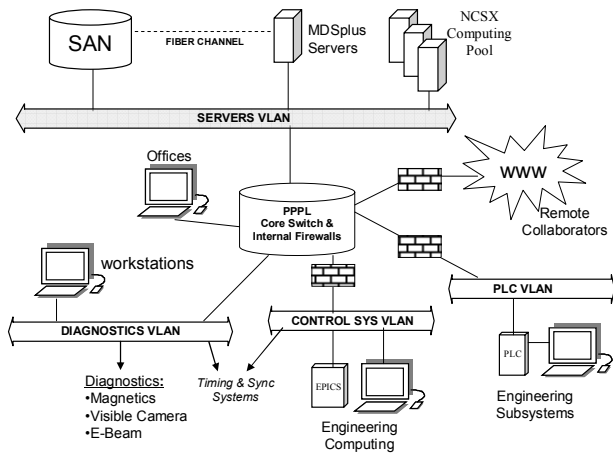 SAN
FIBER CHANNEL
MDSplus
Servers
NCSX
Computing
Pool
SERVERS VLAN
Offices
PPPL
Core Switch &
Internal Firewalls
WWW
Remote
Collaborators
workstations
PLC VLAN
DIAGNOSTICS VLAN
CONTROL SYS VLAN
Diagnostics:
•Magnetics
•Visible Camera
•E-Beam
Timing & Sync
Systems
EPICS
Engineering
Computing
PLC
Engineering
Subsystems